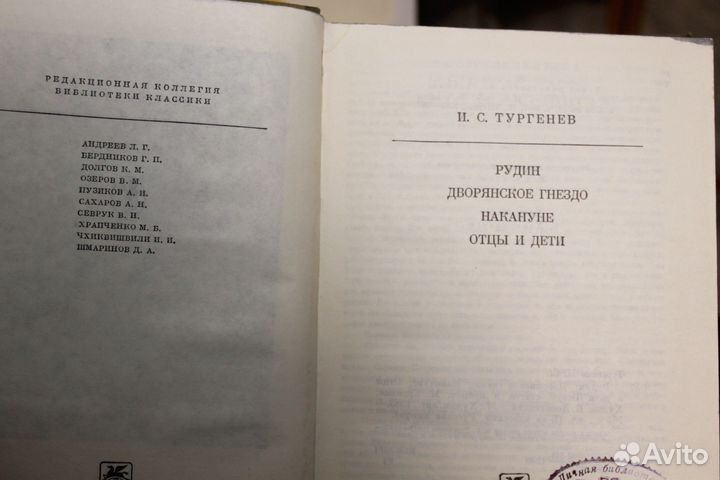 РЕДАКЦИОННАЯ КОЛЛЕГИЯ
БИБЛИОТЕКИ КЛАССИКИ
АНДРЕЕВ Л. Г.
БЕРДНИКОВ Г. П.
ДОЛГОВ К. М.
ОЗЕРОВ В. М.
ПУЗИКОВ А. И.
САХАРОВ А. Н.
СЕВРУК В. Н.
ХРАПЧЕНКО М. Б.
ЧХИКВИШВИЛИ И. И.
ШМАРИНОВ Д. А.
И. С. ТУРГЕНЕВ
РУДИН
ДВОРЯНСКОЕ ГНЕЗДО
НАКАНУНЕ
ОТЦЫ И ДЕТИ
Личная
Avito